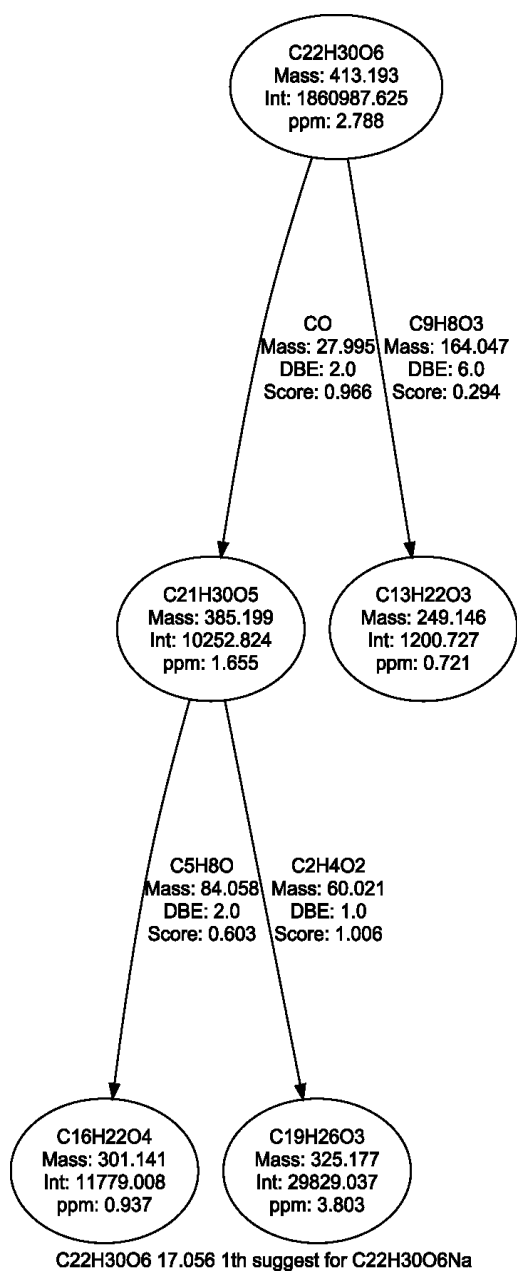 C22H30O6
Mass: 413.193
Int: 1860987.625
ppm: 2.788
CO
Mass: 27.995
DBE: 2.0
Score: 0.966
C9H8O3
Mass: 164.047
DBE: 6.0
Score: 0.294
C21H30O5
Mass: 385.199
Int: 10252.824
ppm: 1.655
C13H22O3
Mass: 249.146
Int: 1200.727
ppm: 0.721
C5H8O
Mass: 84.058
DBE: 2.0
Score: 0.603
C2H4O2
Mass: 60.021
DBE: 1.0
Score: 1.006
C16H22O4
Mass: 301.141
Int: 11779.008
ppm: 0.937
C19H26O3
Mass: 325.177
Int: 29829.037
ppm: 3.803
C22H30O6 17.056 1th suggest for C22H30O6Na